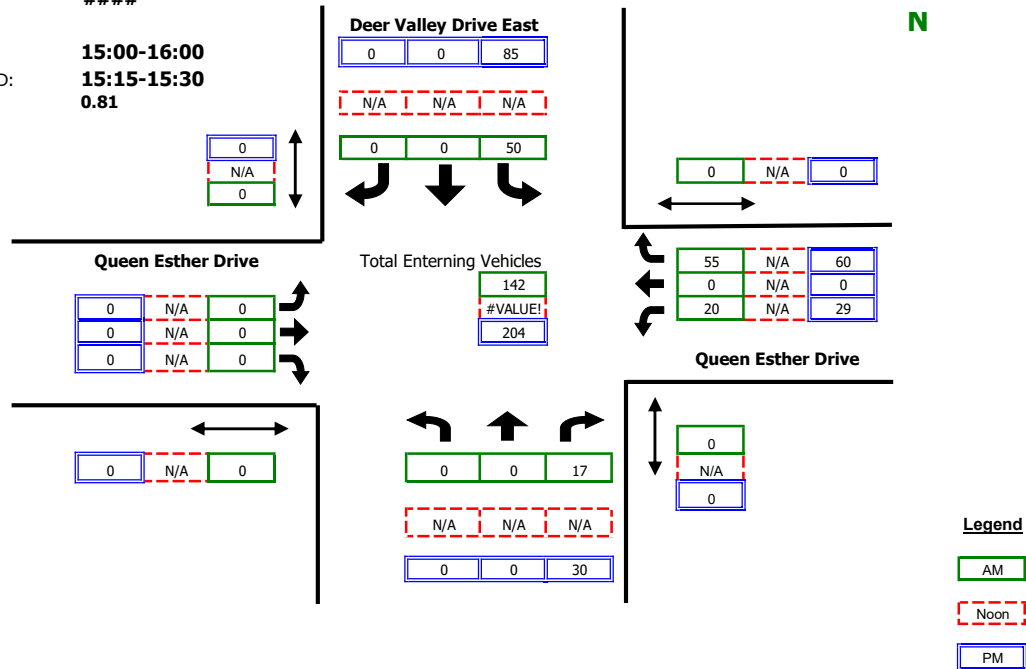 ####
N
Deer Valley Drive East
15:00-16:00
0 0 85
D: 15:15-15:30
0.81
N/A N/A N/A
0
N/A
0
0 0 50
0 N/A 0
Queen Esther Drive
Total Enterning Vehicles
142
#VALUE!
204
55 N/A 60
0 N/A 0
20 N/A 29
0 N/A 0
0 N/A 0
0 N/A 0
Queen Esther Drive
0
N/A
0
0 N/A 0
0 0 17
N/A N/A N/A
0 0 30
Legend
AM
Noon
PM